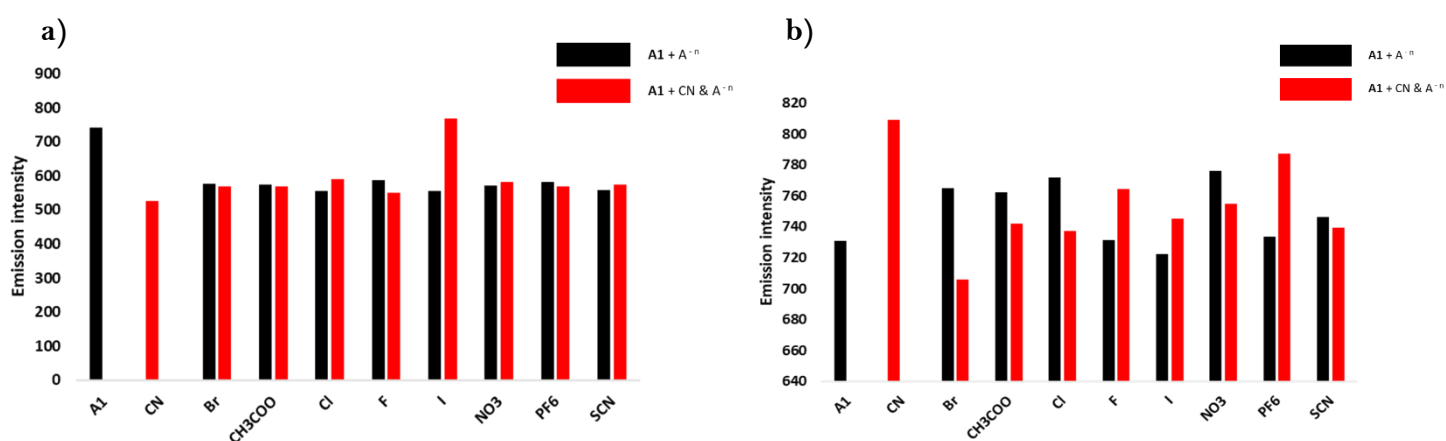 a)
A1 + A⁻ⁿ
A1 + CN & A⁻ⁿ
Emission intensity
900
800
700
600
500
400
300
200
100
0
A1
CN
Br
CH3COO
Cl
F
I
NO3
PF6
SCN
b)
A1 + A⁻ⁿ
A1 + CN & A⁻ⁿ
Emission intensity
820
800
780
760
740
720
700
680
660
640
A1
CN
Br
CH3COO
Cl
F
I
NO3
PF6
SCN